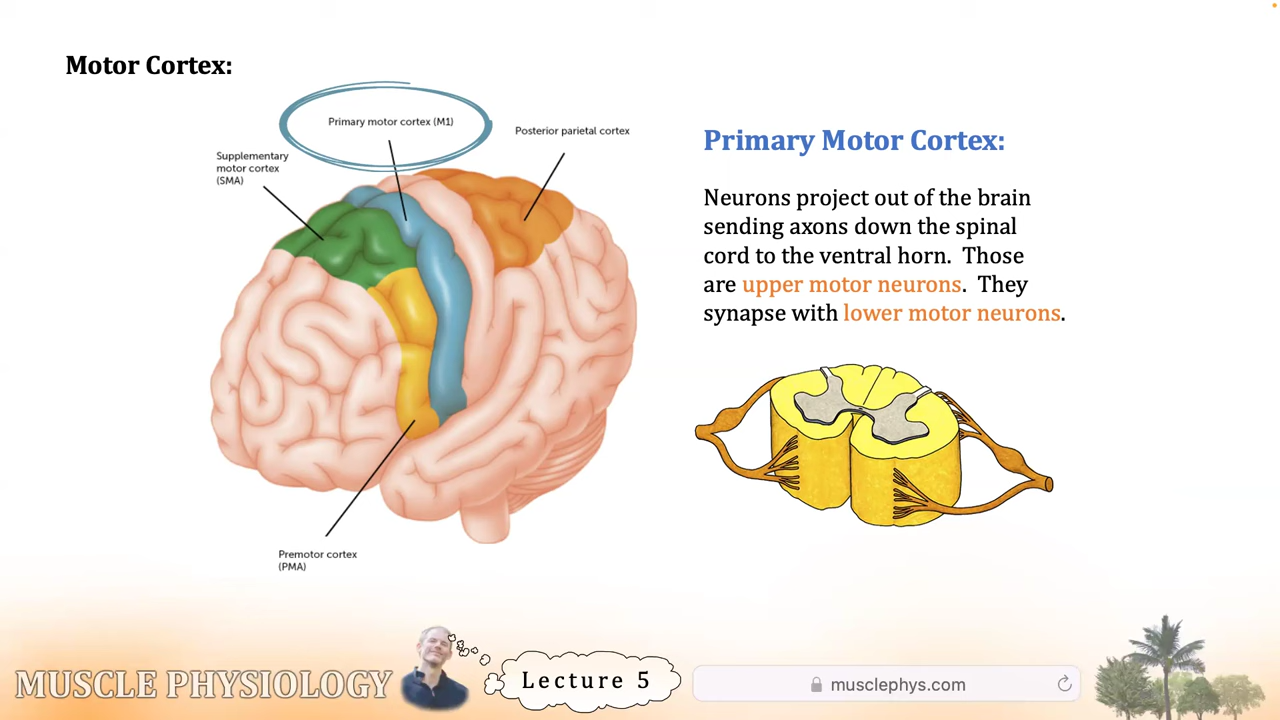 Motor Cortex:
Primary motor cortex (M1)
Posterior parietal cortex
Supplementary
motor cortex
(SMA)
Premotor cortex
(PMA)
Primary Motor Cortex:
Neurons project out of the brain
sending axons down the spinal
cord to the ventral horn.  Those
are upper motor neurons.  They
synapse with lower motor neurons.
MUSCLE PHYSIOLOGY
Lecture 5
musclephys.com